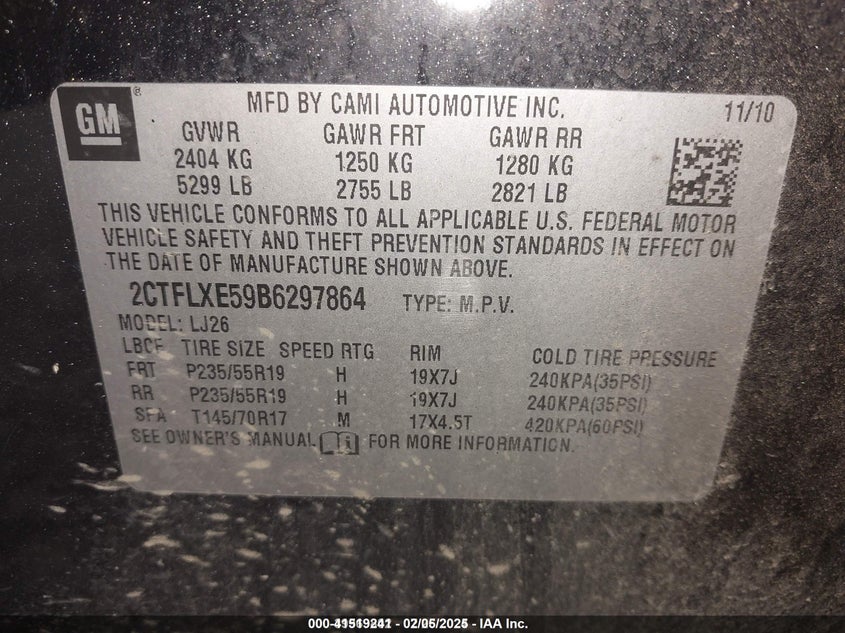 GM
®
MFD BY CAMI AUTOMOTIVE INC.
11/10
GVWR GAWR FRT GAWR RR
2404 KG 1250 KG 1280 KG
5299 LB 2755 LB 2821 LB
THIS VEHICLE CONFORMS TO ALL APPLICABLE U.S. FEDERAL MOTOR
VEHICLE SAFETY AND THEFT PREVENTION STANDARDS IN EFFECT ON
THE DATE OF MANUFACTURE SHOWN ABOVE.
2CTFLXE59B6297864 TYPE: M.P.V.
MODEL: LJ26
TIRE SIZE SPEED RTG RIM COLD TIRE PRESSURE
FRT P235/55R19 H 19X7J 240KPA(35PSI)
RR P235/55R19 H 19X7J 240KPA(35PSI)
SPA T145/70R17 M 17X4.5T 420KPA(60PSI)
SEE OWNER'S MANUAL FOR MORE INFORMATION.
- IAA Inc.